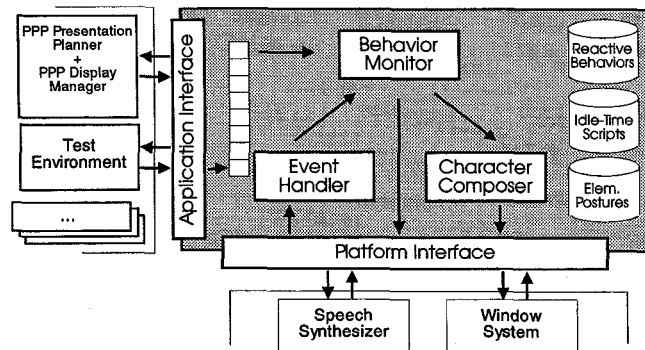 PPP Presentation
Planner
+
PPP Display
Manager
Test
Environment
...
Application Interface
Behavior
Monitor
Event
Handler
Character
Composer
Reactive
Behaviors
Idle-Time
Scripts
Elem.
Postures
Platform Interface
Speech
Synthesizer
Window
System